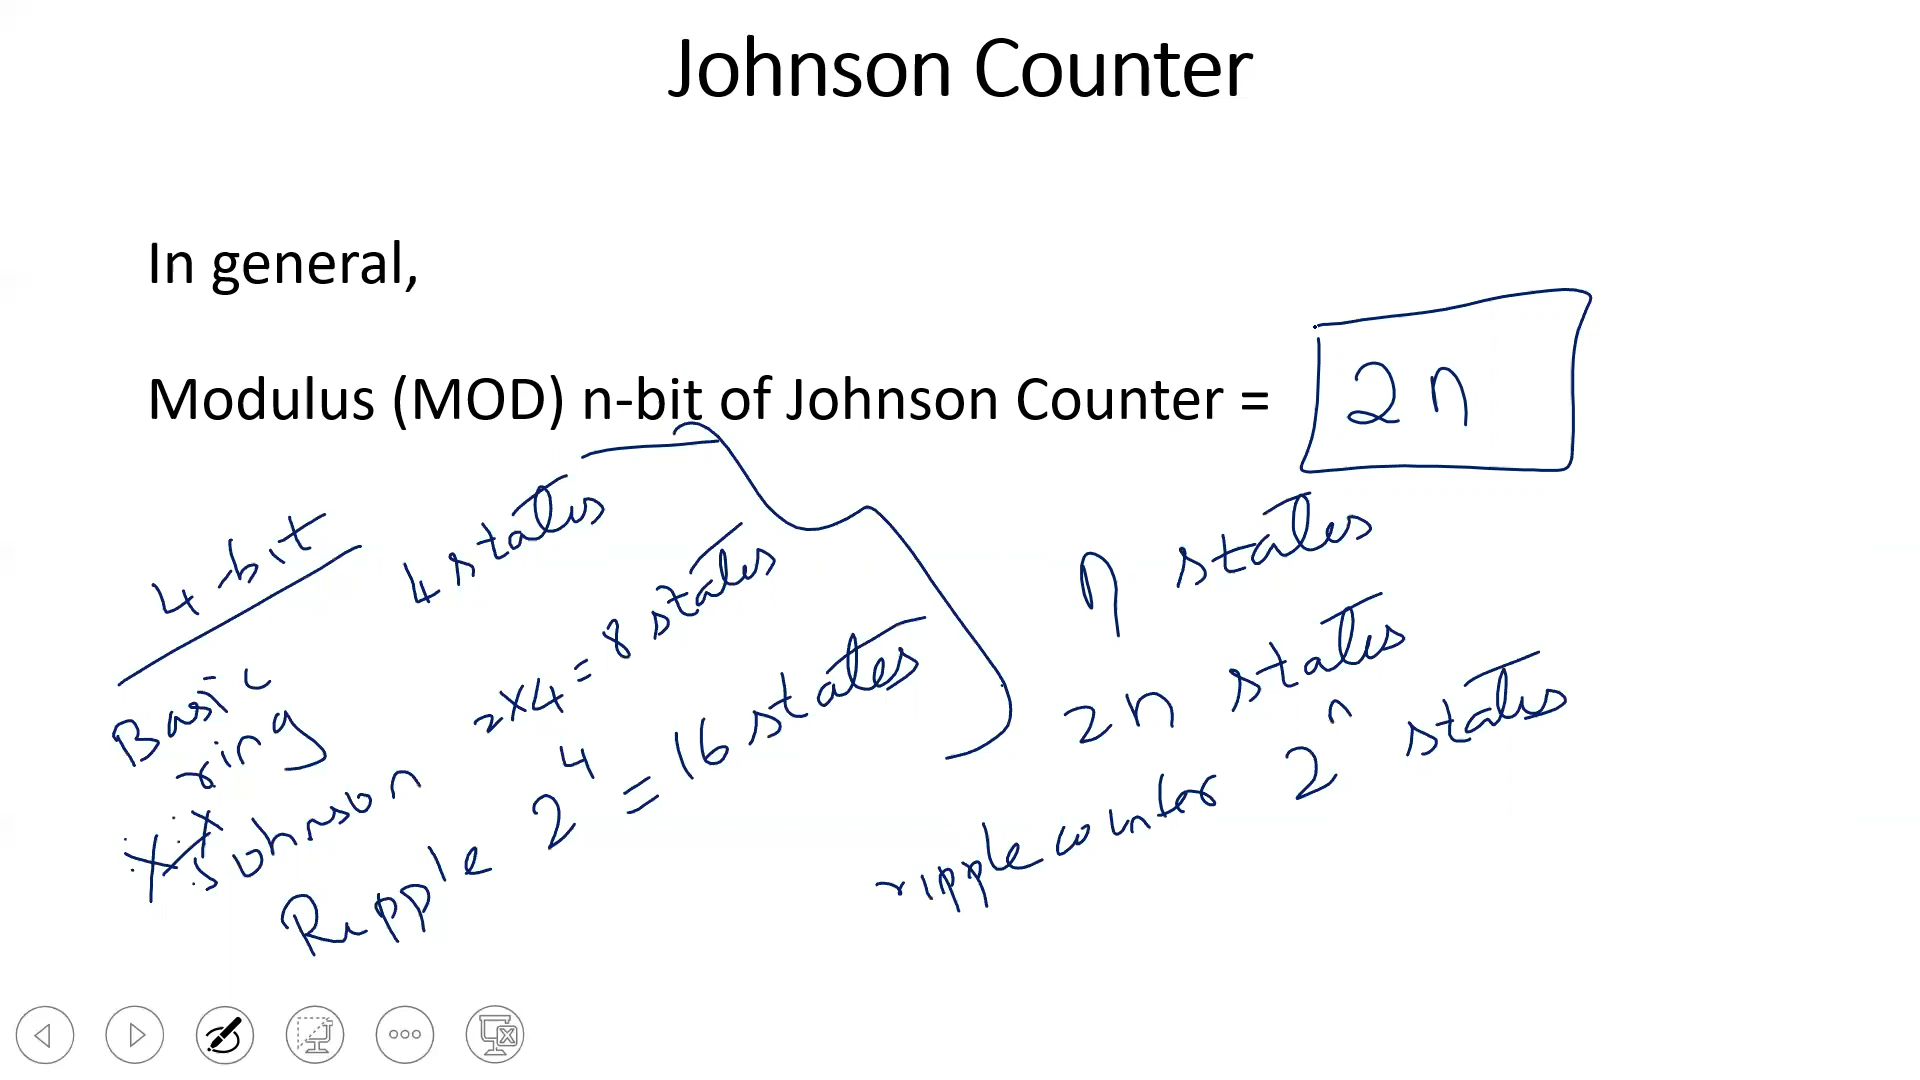 Johnson Counter
In general,
Modulus (MOD) n-bit of Johnson Counter = 2n
4-bit
4 states
Basic
ring
2x4 = 8 states
Johnson
Ripple 2^4 = 16 states
n states
2n states
ripple counter 2^n states